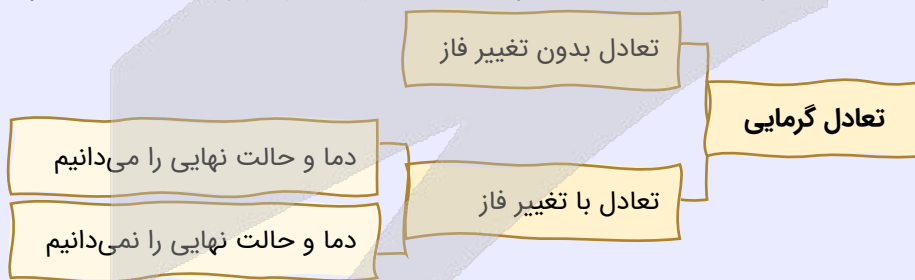 تعادل گرمایی
تعادل بدون تغییر فاز
تعادل با تغییر فاز
دما و حالت نهایی را می‌دانیم
دما و حالت نهایی را نمی‌دانیم